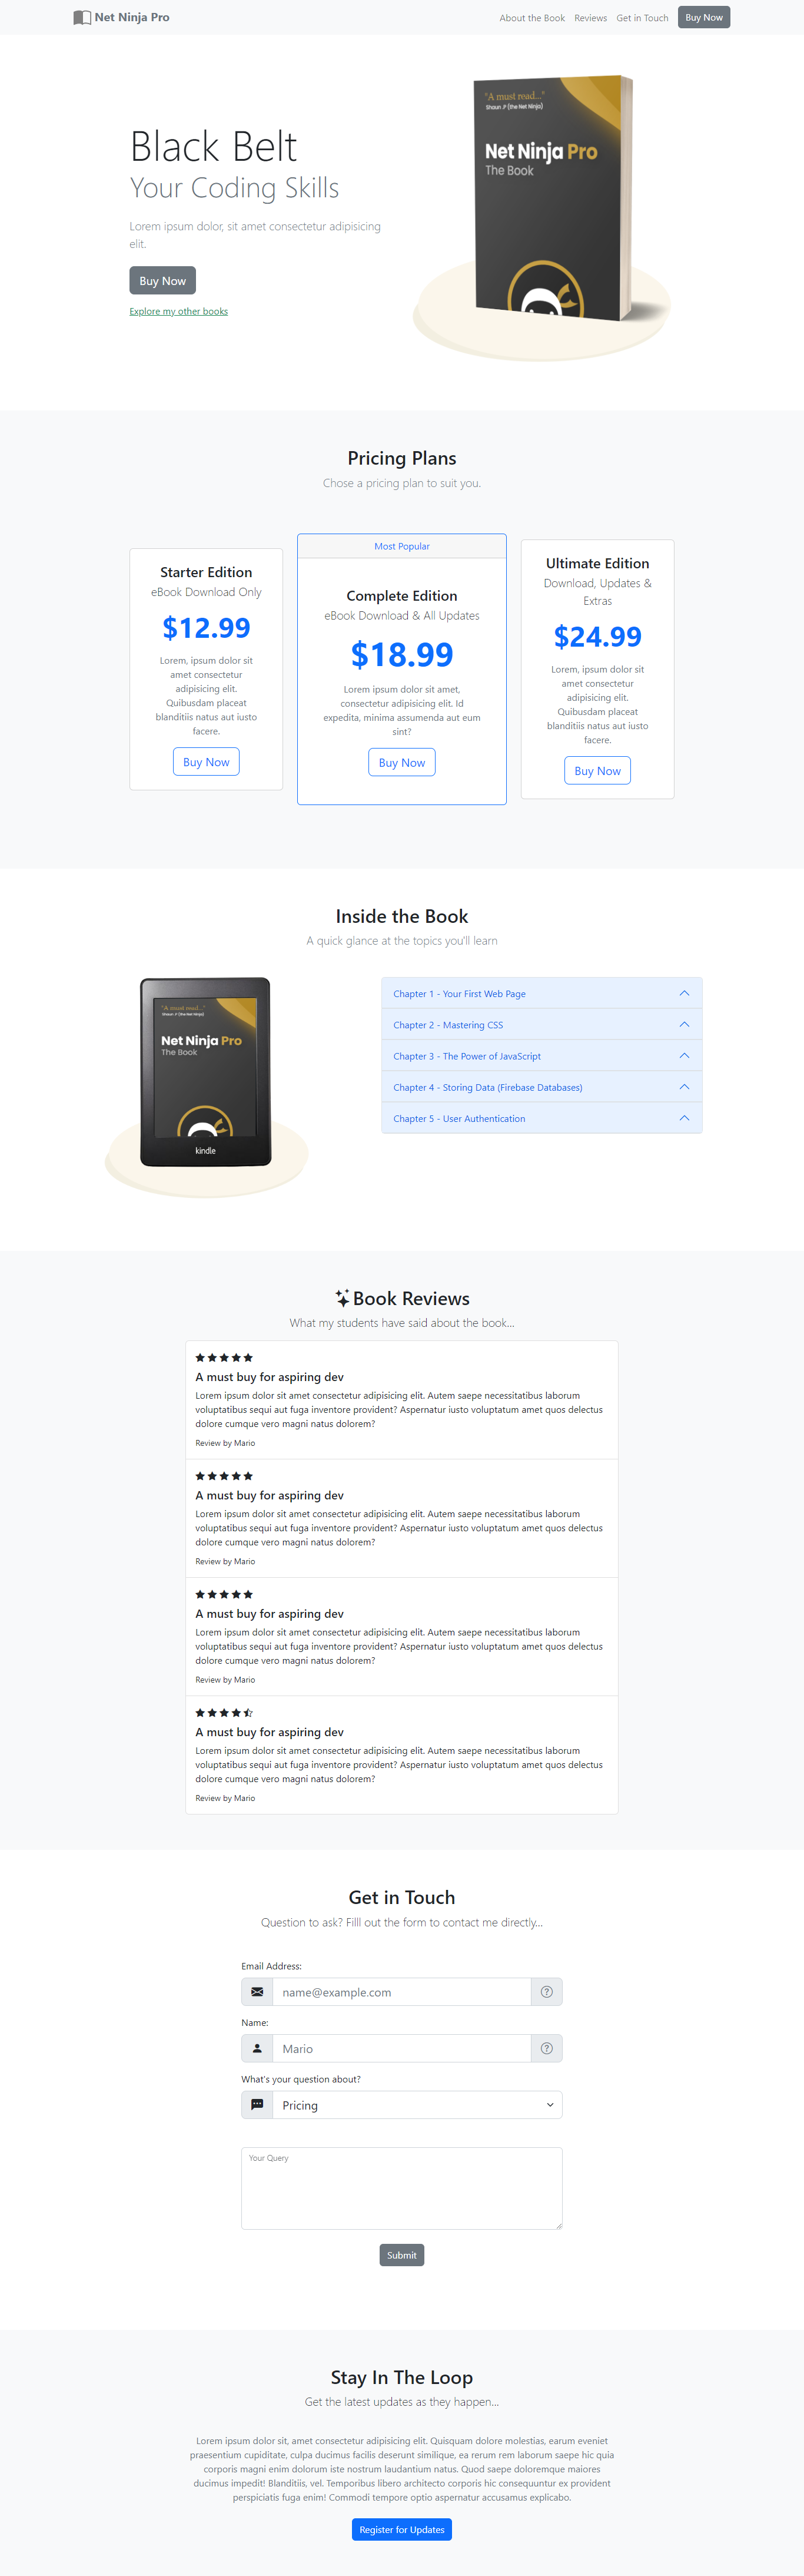 Net Ninja Pro
About the Book Reviews Get in Touch Buy Now
Black Belt
Your Coding Skills
Lorem ipsum dolor, sit amet consectetur adipisicing
elit.
Buy Now
Explore my other books
"A must read..."
Shaun P (the Net Ninja)
Net Ninja Pro
The Book
Pricing Plans
Chose a pricing plan to suit you.
Starter Edition
eBook Download Only
$12.99
Lorem, ipsum dolor sit
amet consectetur
adipisicing elit.
Quibusdam placeat
blanditiis natus aut iusto
facere.
Buy Now
Most Popular
Complete Edition
eBook Download & All Updates
$18.99
Lorem ipsum dolor sit amet,
consectetur adipisicing elit. Id
expedita, minima assumenda aut eum
sint?
Buy Now
Ultimate Edition
Download, Updates &
Extras
$24.99
Lorem, ipsum dolor sit
amet consectetur
adipisicing elit.
Quibusdam placeat
blanditiis natus aut iusto
facere.
Buy Now
Inside the Book
A quick glance at the topics you'll learn
"A must read..."
Shaun P (the Net Ninja)
Net Ninja Pro
The Book
kindle
Chapter 1 - Your First Web Page
Chapter 2 - Mastering CSS
Chapter 3 - The Power of JavaScript
Chapter 4 - Storing Data (Firebase Databases)
Chapter 5 - User Authentication
Book Reviews
What my students have said about the book...
A must buy for aspiring dev
Lorem ipsum dolor sit amet consectetur adipisicing elit. Autem saepe necessitatibus laborum
voluptatibus sequi aut fuga inventore provident? Aspernatur iusto voluptatum amet quos delectus
dolore cumque vero magni natus dolorem?
Review by Mario
A must buy for aspiring dev
Lorem ipsum dolor sit amet consectetur adipisicing elit. Autem saepe necessitatibus laborum
voluptatibus sequi aut fuga inventore provident? Aspernatur iusto voluptatum amet quos delectus
dolore cumque vero magni natus dolorem?
Review by Mario
A must buy for aspiring dev
Lorem ipsum dolor sit amet consectetur adipisicing elit. Autem saepe necessitatibus laborum
voluptatibus sequi aut fuga inventore provident? Aspernatur iusto voluptatum amet quos delectus
dolore cumque vero magni natus dolorem?
Review by Mario
A must buy for aspiring dev
Lorem ipsum dolor sit amet consectetur adipisicing elit. Autem saepe necessitatibus laborum
voluptatibus sequi aut fuga inventore provident? Aspernatur iusto voluptatum amet quos delectus
dolore cumque vero magni natus dolorem?
Review by Mario
Get in Touch
Question to ask? Filll out the form to contact me directly...
Email Address:
name@example.com
Name:
Mario
What's your question about?
Pricing
Your Query
Submit
Stay In The Loop
Get the latest updates as they happen...
Lorem ipsum dolor sit, amet consectetur adipisicing elit. Quisquam dolore molestias, earum eveniet
praesentium cupiditate, culpa ducimus facilis deserunt similique, ea rerum rem laborum saepe hic quia
corporis magni enim dolorum iste nostrum laudantium natus. Quod saepe doloremque maiores
ducimus impedit! Blanditiis, vel. Temporibus libero architecto corporis hic consequuntur ex provident
perspiciatis fuga enim! Commodi tempore optio aspernatur accusamus explicabo.
Register for Updates